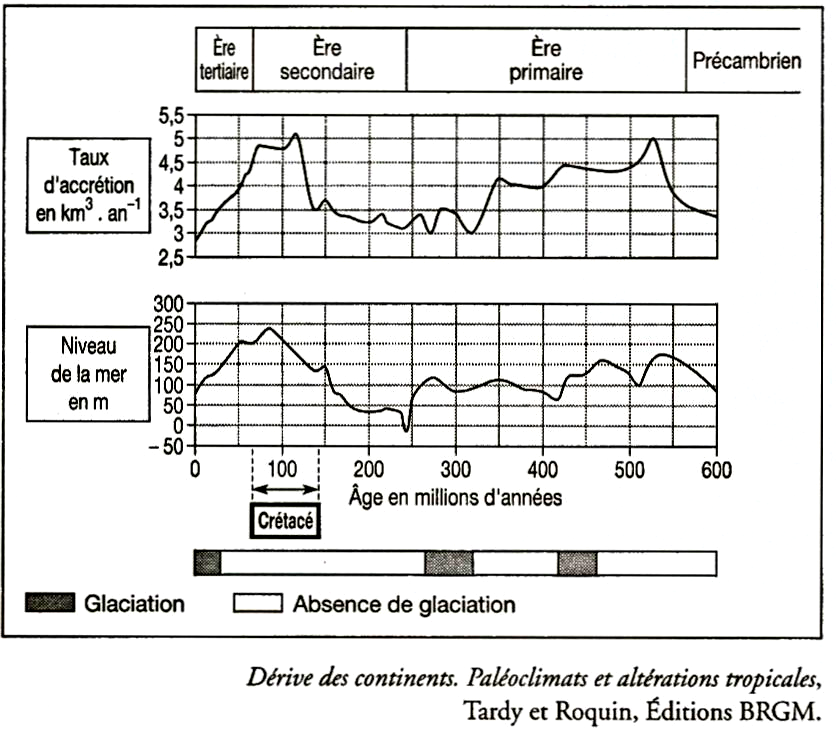 Ère
tertiaire
Ère
secondaire
Ère
primaire
Précambrien
Taux
d'accrétion
en km³ . an⁻¹
5,5
5
4,5
4
3,5
3
2,5
Niveau
de la mer
en m
300
250
200
150
100
50
0
– 50
0 100 200 300 400 500 600
Âge en millions d'années
Crétacé
Glaciation
Absence de glaciation
Dérive des continents. Paléoclimats et altérations tropicales,
Tardy et Roquin, Éditions BRGM.